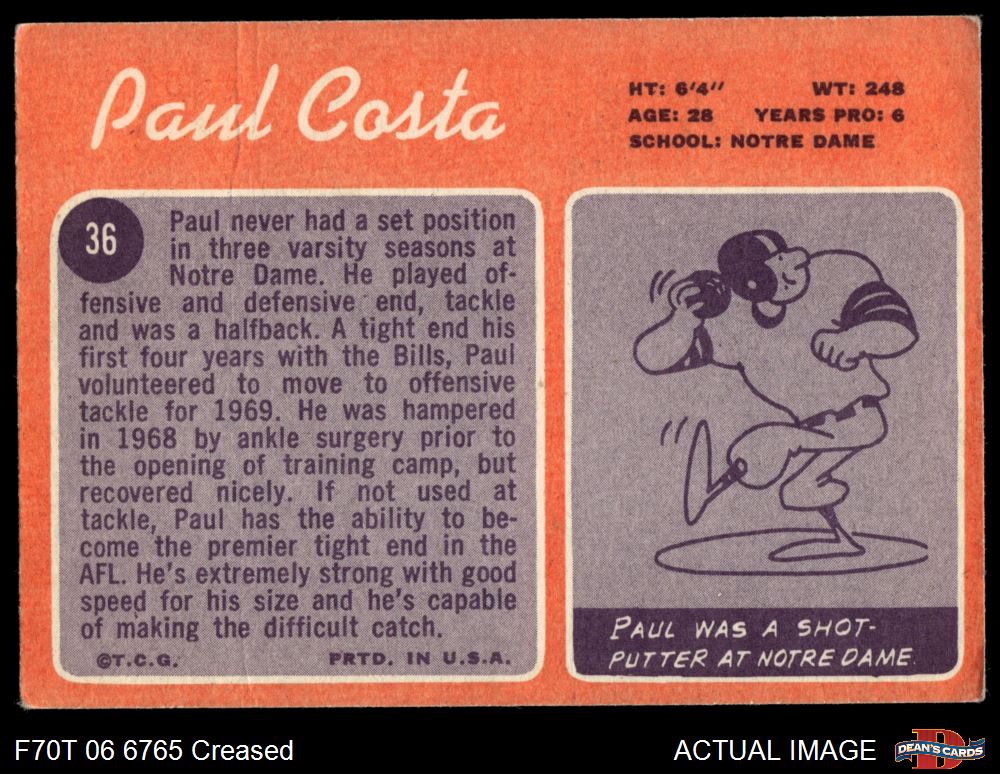 Paul Costa
HT: 6'4" WT: 248
AGE: 28 YEARS PRO: 6
SCHOOL: NOTRE DAME
36
Paul never had a set position
in three varsity seasons at
Notre Dame. He played of-
fensive and defensive end, tackle
and was a halfback. A tight end his
first four years with the Bills, Paul
volunteered to move to offensive
tackle for 1969. He was hampered
in 1968 by ankle surgery prior to
the opening of training camp, but
recovered nicely. If not used at
tackle, Paul has the ability to be-
come the premier tight end in the
AFL. He's extremely strong with good
speed for his size and he's capable
of making the difficult catch.
©T.C.G. PRTD. IN U.S.A.
PAUL WAS A SHOT-
PUTTER AT NOTRE DAME.
F70T 06 6765 Creased
ACTUAL IMAGE
D
DEAN'S CARDS